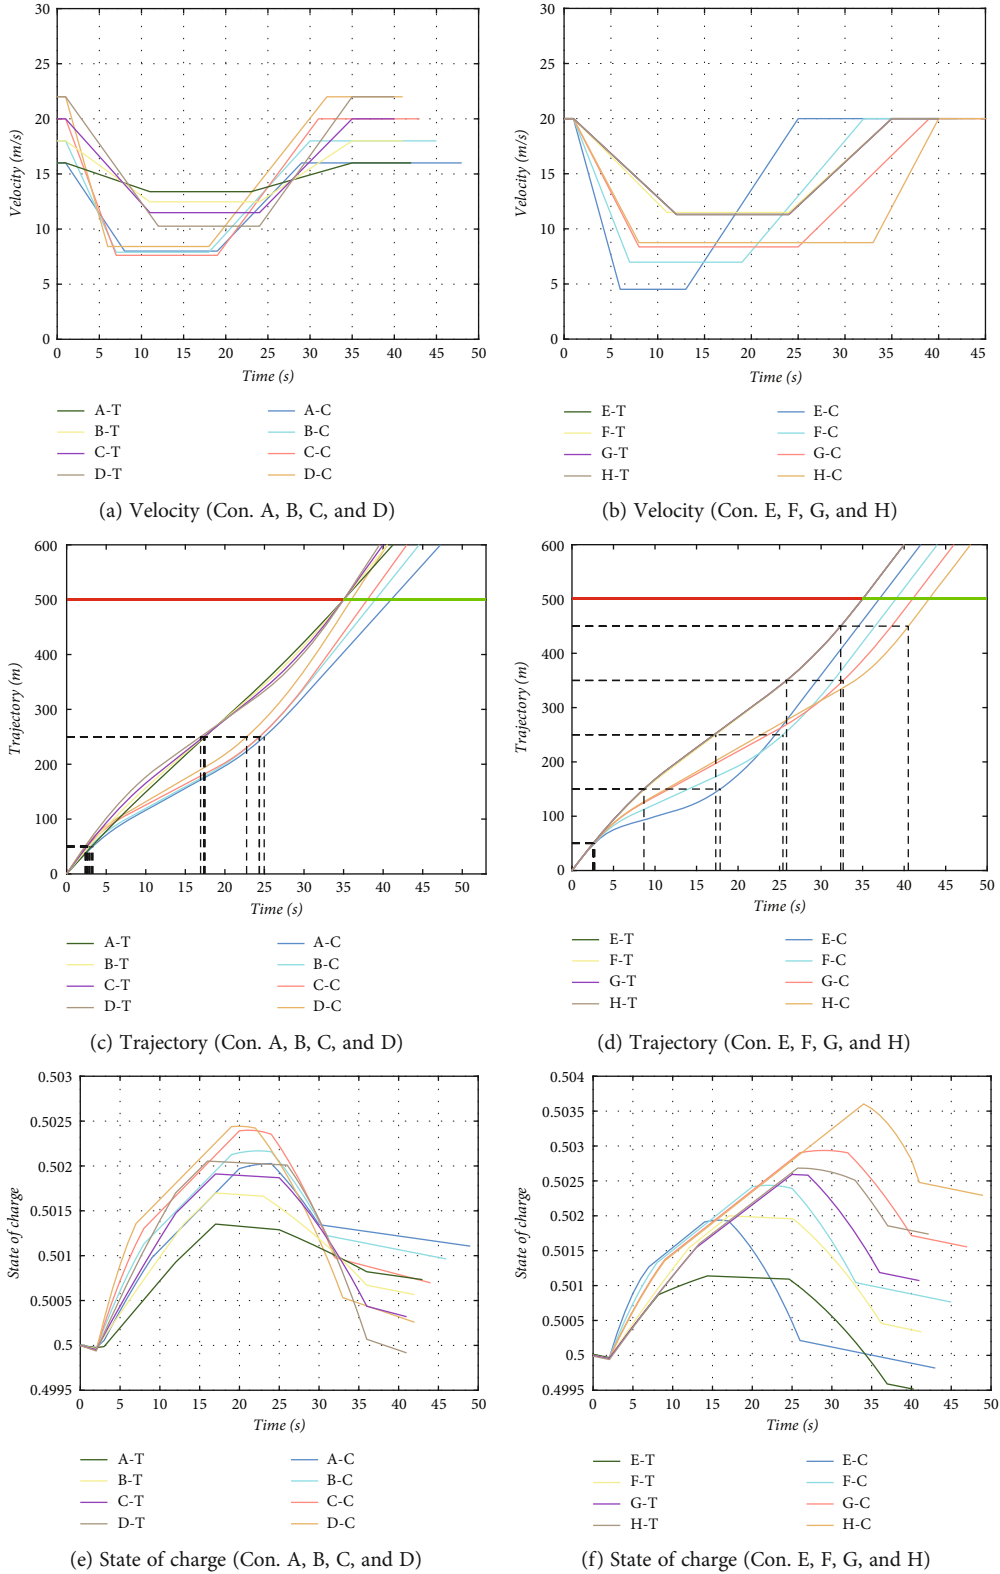 30
25
20
15
10
5
0
Velocity (m/s)
0 5 10 15 20 25 30 35 40 45 50
Time (s)
A-T A-C
B-T B-C
C-T C-C
D-T D-C
(a) Velocity (Con. A, B, C, and D)
30
25
20
15
10
5
0
Velocity (m/s)
0 5 10 15 20 25 30 35 40 45
Time (s)
E-T E-C
F-T F-C
G-T G-C
H-T H-C
(b) Velocity (Con. E, F, G, and H)
600
500
400
300
200
100
0
Trajectory (m)
0 5 10 15 20 25 30 35 40 45 50
Time (s)
A-T A-C
B-T B-C
C-T C-C
D-T D-C
(c) Trajectory (Con. A, B, C, and D)
600
500
400
300
200
100
0
Trajectory (m)
0 5 10 15 20 25 30 35 40 45 50
Time (s)
E-T E-C
F-T F-C
G-T G-C
H-T H-C
(d) Trajectory (Con. E, F, G, and H)
0.503
0.5025
0.502
0.5015
0.501
0.5005
0.5
0.4995
State of charge
0 5 10 15 20 25 30 35 40 45 50
Time (s)
A-T A-C
B-T B-C
C-T C-C
D-T D-C
(e) State of charge (Con. A, B, C, and D)
0.504
0.5035
0.503
0.5025
0.502
0.5015
0.501
0.5005
0.5
0.4995
State of charge
0 5 10 15 20 25 30 35 40 45 50
Time (s)
E-T E-C
F-T F-C
G-T G-C
H-T H-C
(f) State of charge (Con. E, F, G, and H)